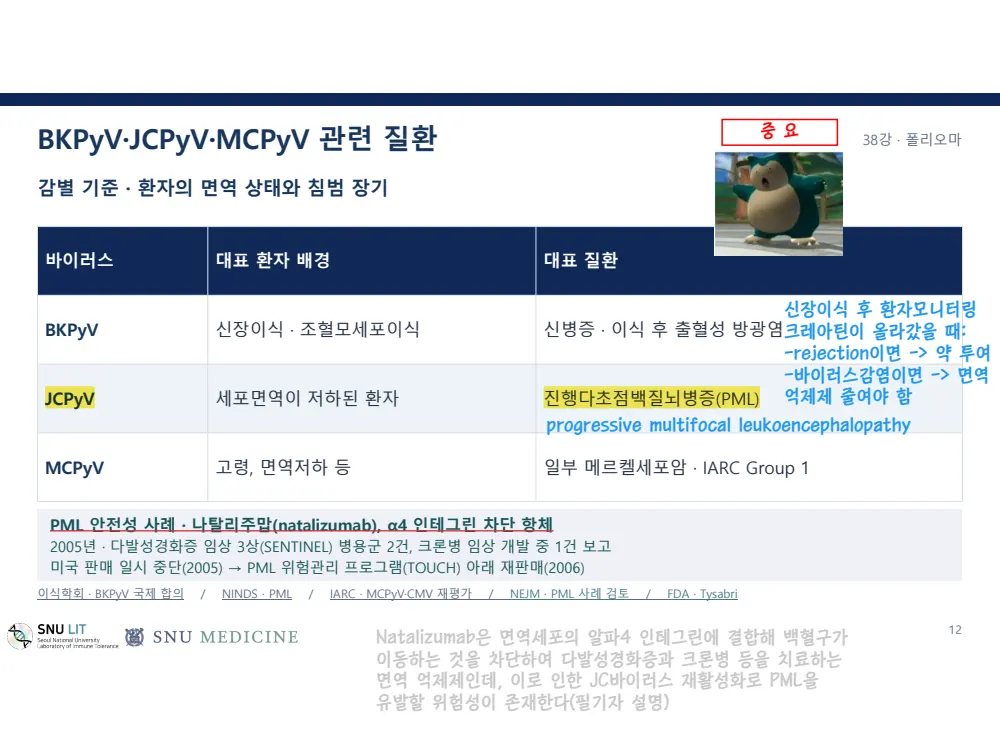 BKPyV·JCPyV·MCPyV 관련 질환
중 요
38강 · 폴리오마
감별 기준 · 환자의 면역 상태와 침범 장기
바이러스
대표 환자 배경
대표 질환
BKPyV
신장이식 · 조혈모세포이식
신병증 · 이식 후 출혈성 방광염
신장이식 후 환자모니터링
크레아틴이 올라갔을 때:
-rejection이면 -> 약 투여
-바이러스감염이면 -> 면역
억제제 줄여야 함
JCPyV
세포면역이 저하된 환자
진행다초점백질뇌병증(PML)
progressive multifocal leukoencephalopathy
MCPyV
고령, 면역저하 등
일부 메르켈세포암 · IARC Group 1
PML 안전성 사례 · 나탈리주맙(natalizumab), α4 인테그린 차단 항체
2005년 · 다발성경화증 임상 3상(SENTINEL) 병용군 2건, 크론병 임상 개발 중 1건 보고
미국 판매 일시 중단(2005) → PML 위험관리 프로그램(TOUCH) 아래 재판매(2006)
이식학회 · BKPyV 국제 합의 / NINDS · PML / IARC · MCPyV·CMV 재평가 / NEJM · PML 사례 검토 / FDA · Tysabri
SNU LIT
Seoul National University
Laboratory of Immune Tolerance
SNU MEDICINE
12
Natalizumab은 면역세포의 알파4 인테그린에 결합해 백혈구가
이동하는 것을 차단하여 다발성경화증과 크론병 등을 치료하는
면역 억제제인데, 이로 인한 JC바이러스 재활성화로 PML을
유발할 위험성이 존재한다(필기자 설명)